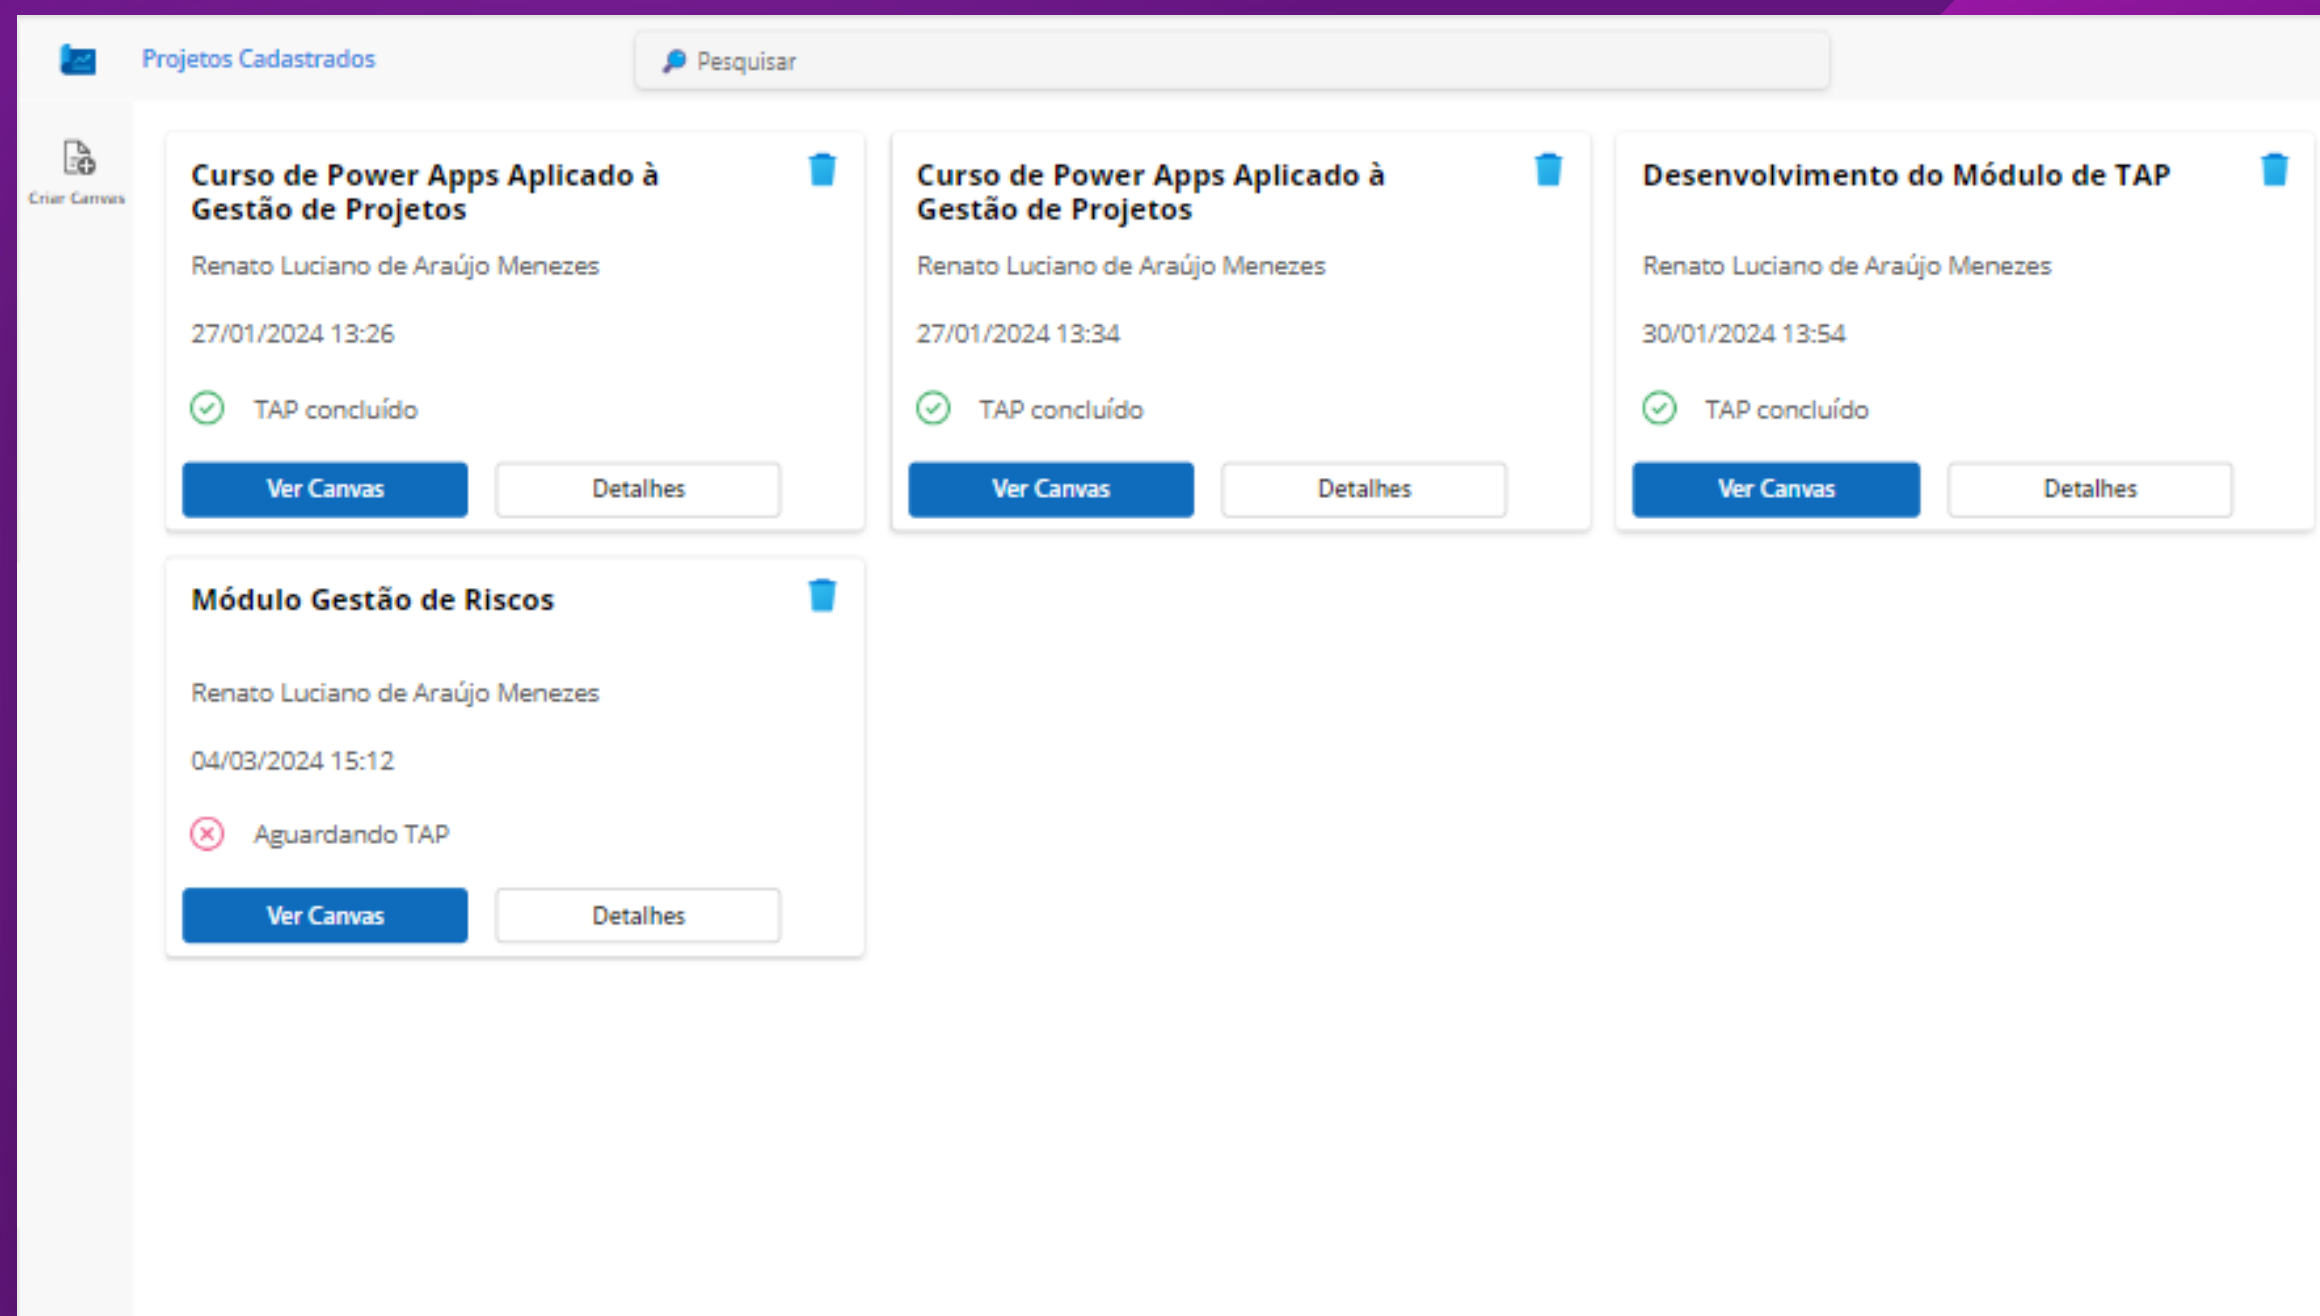 Projetos Cadastrados
Pesquisar
Criar Canvas
Curso de Power Apps Aplicado à
Gestão de Projetos
Renato Luciano de Araújo Menezes
27/01/2024 13:26
TAP concluído
Ver Canvas
Detalhes
Curso de Power Apps Aplicado à
Gestão de Projetos
Renato Luciano de Araújo Menezes
27/01/2024 13:34
TAP concluído
Ver Canvas
Detalhes
Desenvolvimento do Módulo de TAP
Renato Luciano de Araújo Menezes
30/01/2024 13:54
TAP concluído
Ver Canvas
Detalhes
Módulo Gestão de Riscos
Renato Luciano de Araújo Menezes
04/03/2024 15:12
Aguardando TAP
Ver Canvas
Detalhes